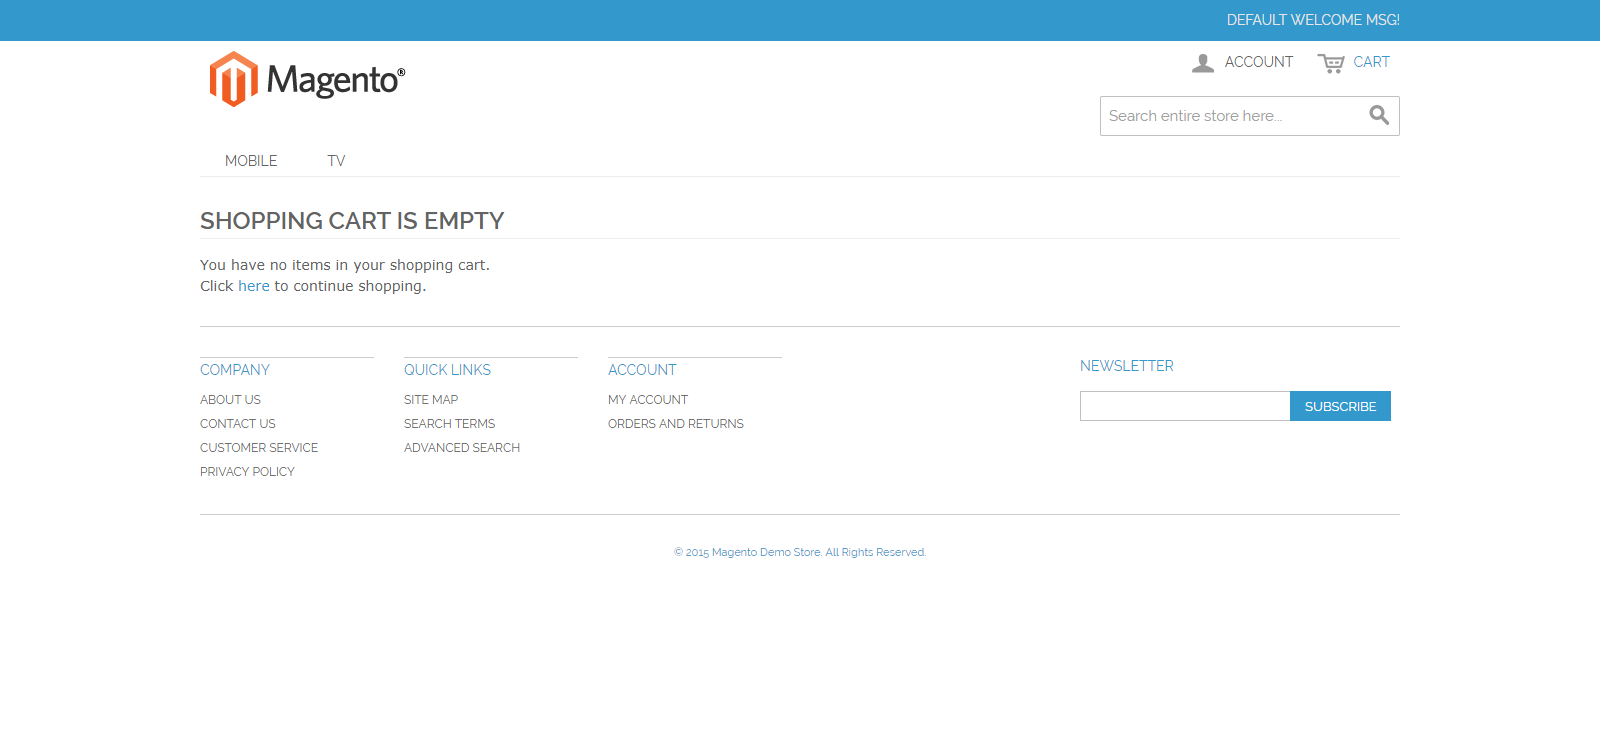 DEFAULT WELCOME MSG!
Magento®
ACCOUNT
CART
Search entire store here...
MOBILE
TV
SHOPPING CART IS EMPTY
You have no items in your shopping cart.
Click here to continue shopping.
COMPANY
ABOUT US
CONTACT US
CUSTOMER SERVICE
PRIVACY POLICY
QUICK LINKS
SITE MAP
SEARCH TERMS
ADVANCED SEARCH
ACCOUNT
MY ACCOUNT
ORDERS AND RETURNS
NEWSLETTER
SUBSCRIBE
© 2015 Magento Demo Store. All Rights Reserved.